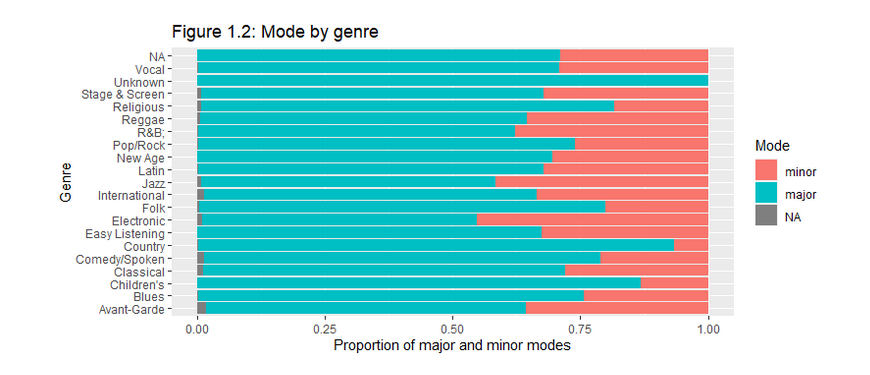 Figure 1.2: Mode by genre
NA
Vocal
Unknown
Stage & Screen
Religious
Reggae
R&B;
Pop/Rock
New Age
Latin
Jazz
International
Folk
Electronic
Easy Listening
Country
Comedy/Spoken
Classical
Children's
Blues
Avant-Garde
Genre
0.00 0.25 0.50 0.75 1.00
Proportion of major and minor modes
Mode
minor
major
NA